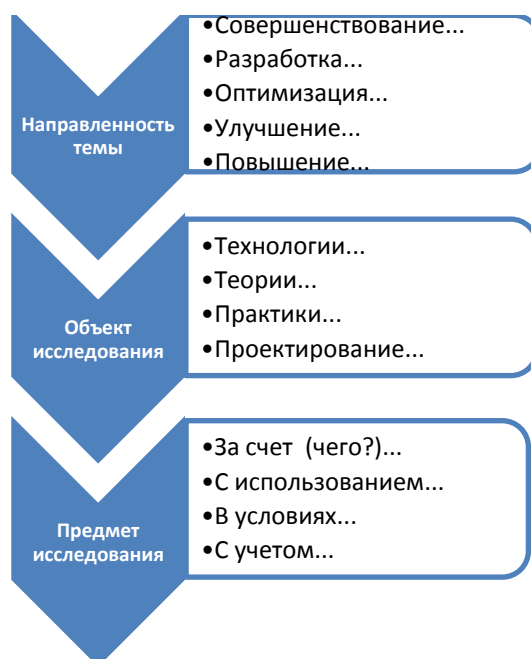 Направленность
темы
•Совершенствование...
•Разработка...
•Оптимизация...
•Улучшение...
•Повышение...
Объект
исследования
•Технологии...
•Теории...
•Практики...
•Проектирование...
Предмет
исследования
•За счет (чего?)...
•С использованием...
•В условиях...
•С учетом...